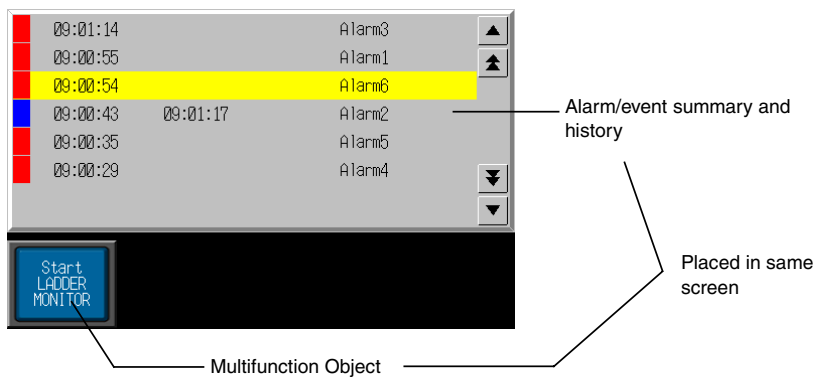 09:01:14 Alarm3
09:00:55 Alarm1
09:00:54 Alarm6
09:00:43 09:01:17 Alarm2
09:00:35 Alarm5
09:00:29 Alarm4
Alarm/event summary and
history
Start
LADDER
MONITOR
Placed in same
screen
Multifunction Object